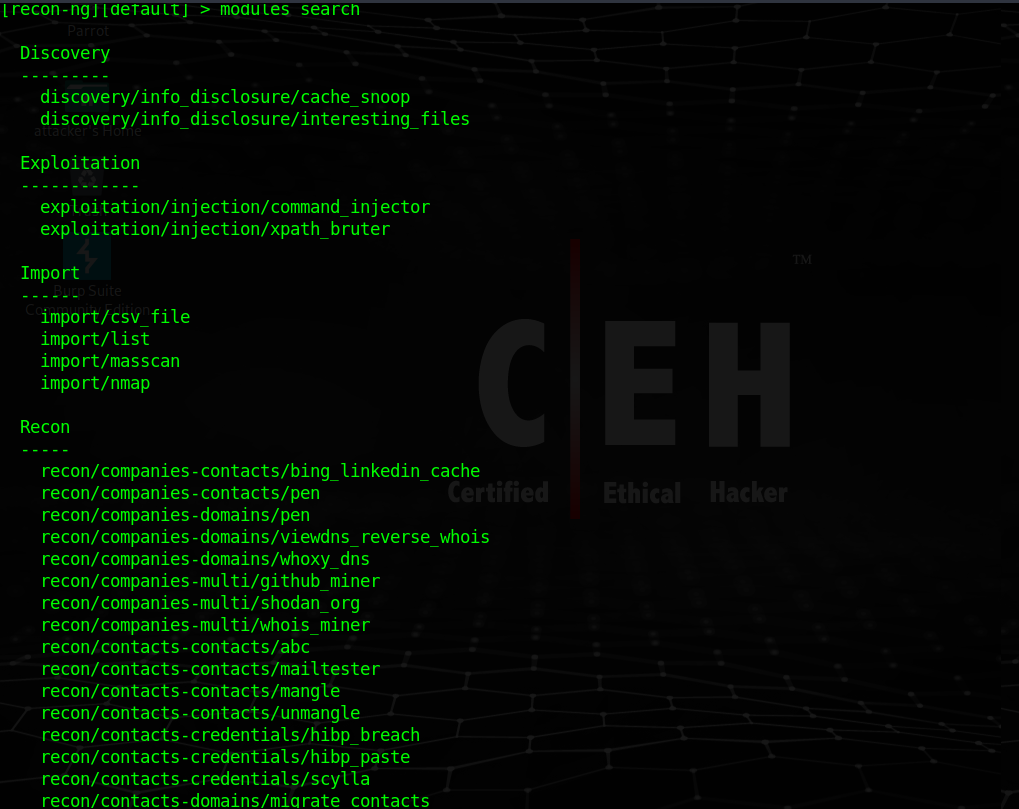 [recon-ng][default] > modules search
Parrot
Discovery
---------
discovery/info_disclosure/cache_snoop
discovery/info_disclosure/interesting_files
attacker's Home
Exploitation
------------
exploitation/injection/command_injector
exploitation/injection/xpath_bruter
TM
Import
------
Burp Suite
Community Edition
import/csv_file
import/list
import/masscan
import/nmap
C EH
Recon
-----
recon/companies-contacts/bing_linkedin_cache
recon/companies-contacts/pen
Certified Ethical Hacker
recon/companies-domains/pen
recon/companies-domains/viewdns_reverse_whois
recon/companies-domains/whoxy_dns
recon/companies-multi/github_miner
recon/companies-multi/shodan_org
recon/companies-multi/whois_miner
recon/contacts-contacts/abc
recon/contacts-contacts/mailtester
recon/contacts-contacts/mangle
recon/contacts-contacts/unmangle
recon/contacts-credentials/hibp_breach
recon/contacts-credentials/hibp_paste
recon/contacts-credentials/scylla
recon/contacts-domains/migrate_contacts